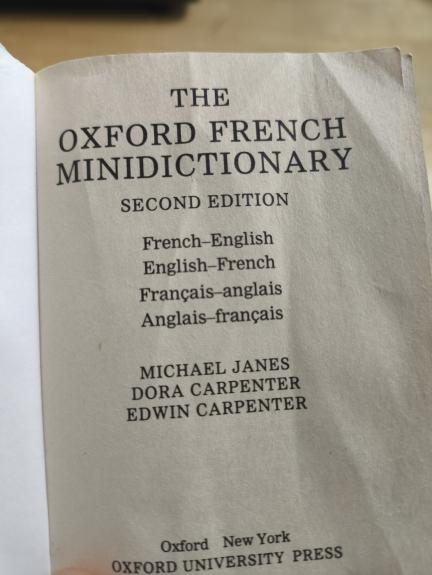 THE
OXFORD FRENCH
MINIDICTIONARY
SECOND EDITION
French–English
English–French
Français–anglais
Anglais–français
MICHAEL JANES
DORA CARPENTER
EDWIN CARPENTER
Oxford New York
OXFORD UNIVERSITY PRESS